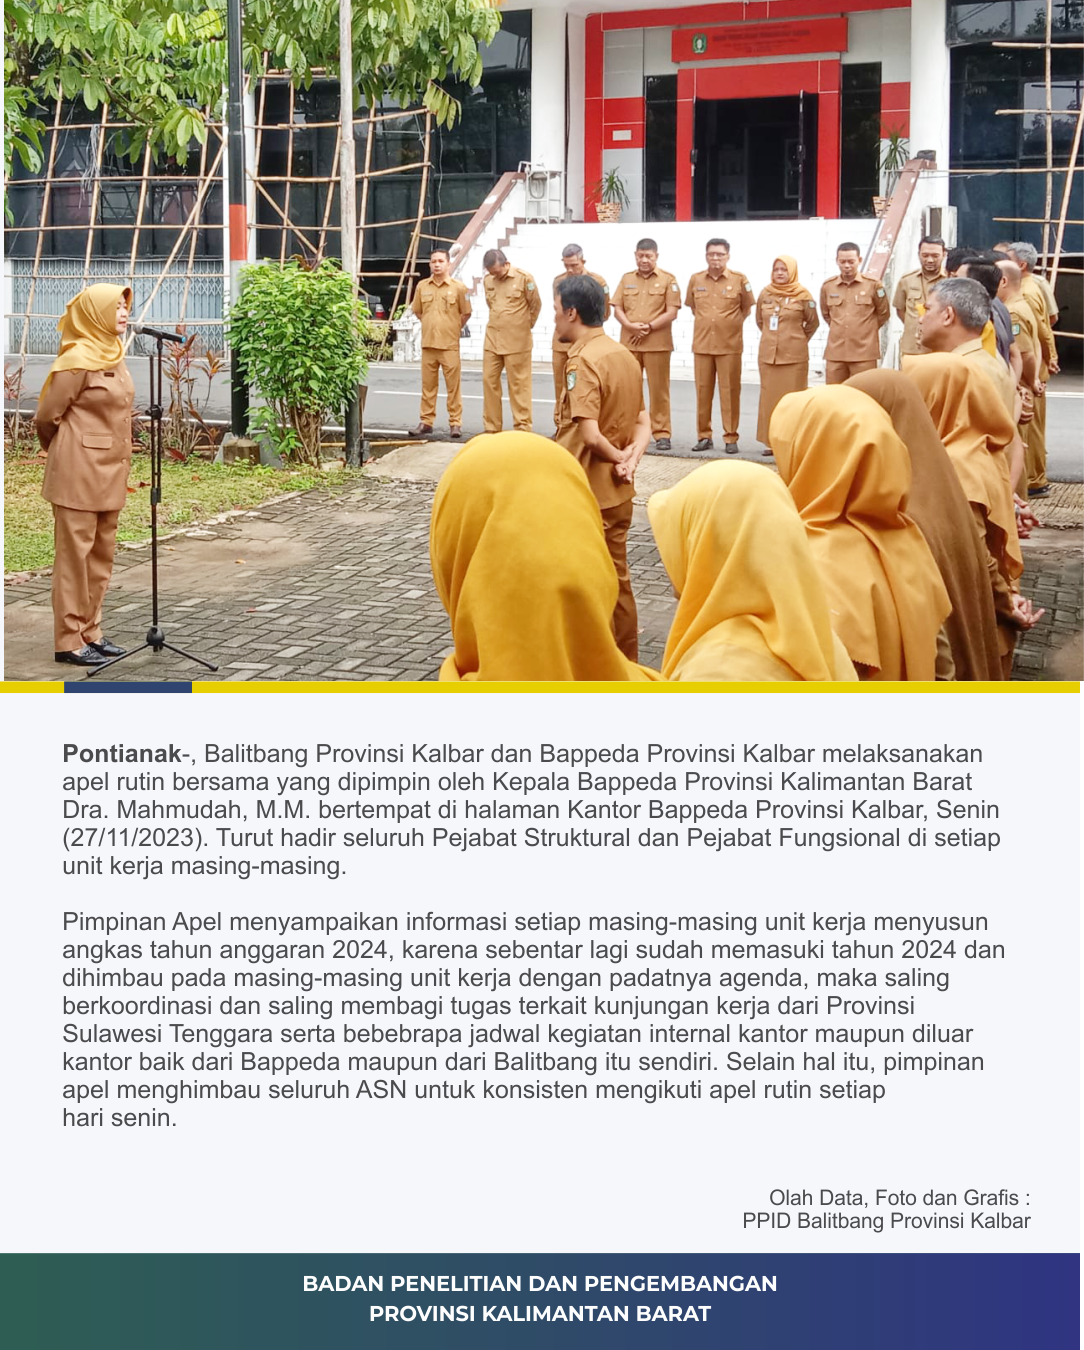 Pontianak-, Balitbang Provinsi Kalbar dan Bappeda Provinsi Kalbar melaksanakan
apel rutin bersama yang dipimpin oleh Kepala Bappeda Provinsi Kalimantan Barat
Dra. Mahmudah, M.M. bertempat di halaman Kantor Bappeda Provinsi Kalbar, Senin
(27/11/2023). Turut hadir seluruh Pejabat Struktural dan Pejabat Fungsional di setiap
unit kerja masing-masing.
Pimpinan Apel menyampaikan informasi setiap masing-masing unit kerja menyusun
angkas tahun anggaran 2024, karena sebentar lagi sudah memasuki tahun 2024 dan
dihimbau pada masing-masing unit kerja dengan padatnya agenda, maka saling
berkoordinasi dan saling membagi tugas terkait kunjungan kerja dari Provinsi
Sulawesi Tenggara serta bebebrapa jadwal kegiatan internal kantor maupun diluar
kantor baik dari Bappeda maupun dari Balitbang itu sendiri. Selain hal itu, pimpinan
apel menghimbau seluruh ASN untuk konsisten mengikuti apel rutin setiap
hari senin.
Olah Data, Foto dan Grafis :
PPID Balitbang Provinsi Kalbar
BADAN PENELITIAN DAN PENGEMBANGAN
PROVINSI KALIMANTAN BARAT